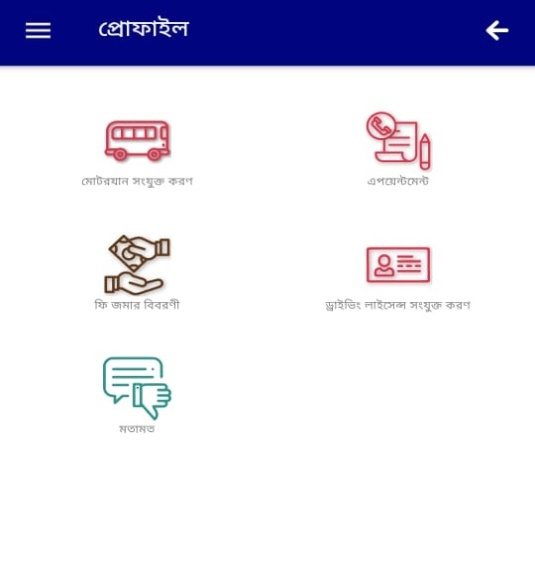 প্রোফাইল
মোটরযান সংযুক্ত করণ
এপয়েন্টমেন্ট
ফি জমার বিবরণী
ড্রাইভিং লাইসেন্স সংযুক্ত করণ
মতামত